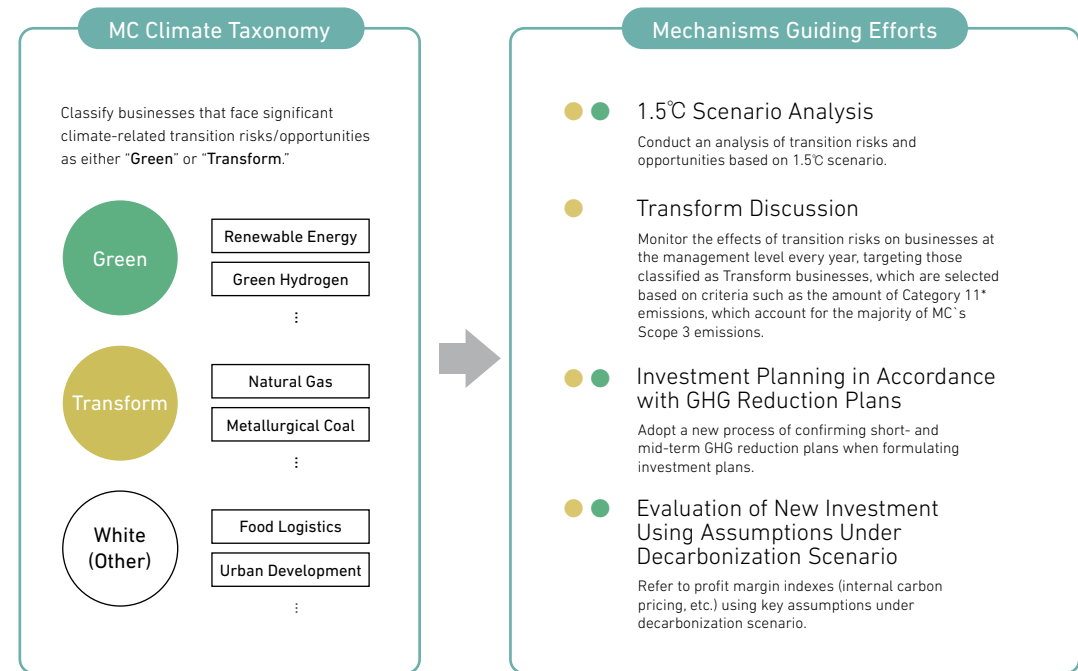 MC Climate Taxonomy
Classify businesses that face significant
climate-related transition risks/opportunities
as either “Green” or “Transform.”
Green
Renewable Energy
Green Hydrogen
⋮
Transform
Natural Gas
Metallurgical Coal
⋮
White
(Other)
Food Logistics
Urban Development
⋮
Mechanisms Guiding Efforts
1.5℃ Scenario Analysis
Conduct an analysis of transition risks and
opportunities based on 1.5℃ scenario.
Transform Discussion
Monitor the effects of transition risks on businesses at
the management level every year, targeting those
classified as Transform businesses, which are selected
based on criteria such as the amount of Category 11*
emissions, which account for the majority of MC`s
Scope 3 emissions.
Investment Planning in Accordance
with GHG Reduction Plans
Adopt a new process of confirming short- and
mid-term GHG reduction plans when formulating
investment plans.
Evaluation of New Investment
Using Assumptions Under
Decarbonization Scenario
Refer to profit margin indexes (internal carbon
pricing, etc.) using key assumptions under
decarbonization scenario.